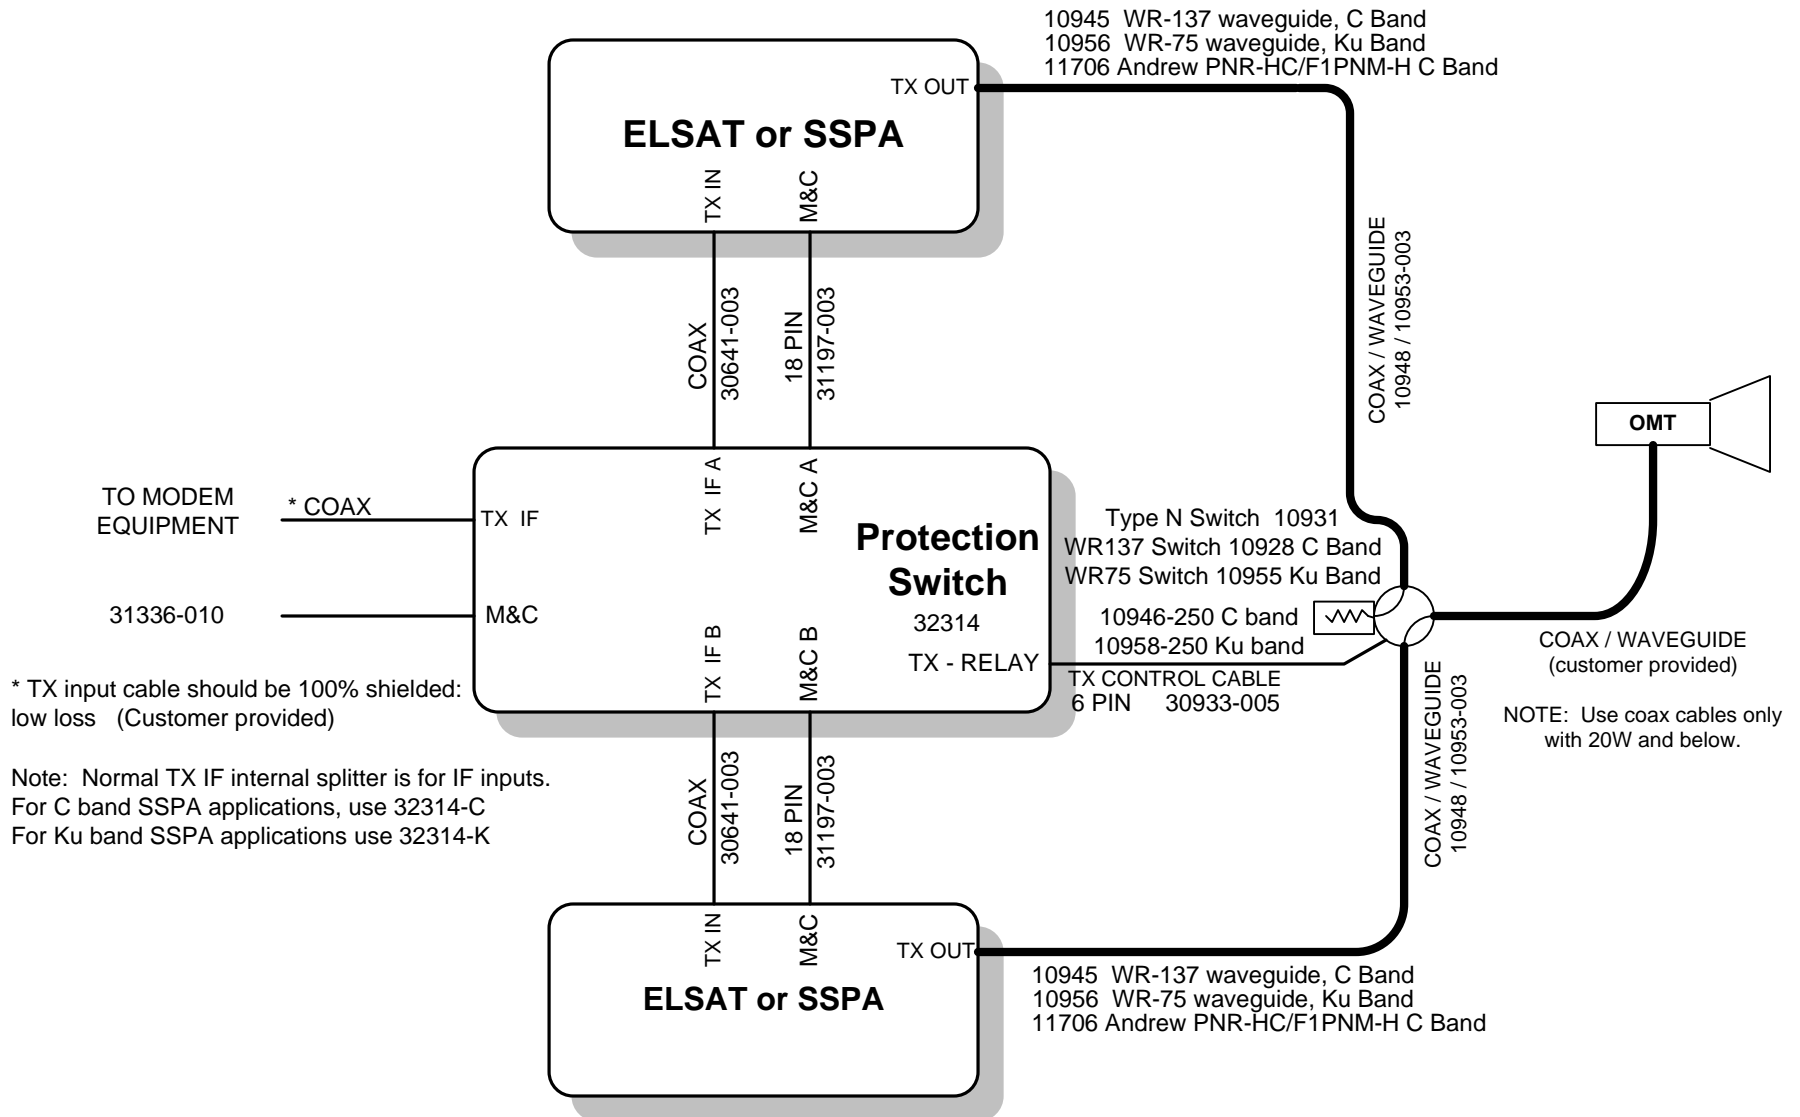 10945  WR-137 waveguide, C Band
10956  WR-75 waveguide, Ku Band
11706 Andrew PNR-HC/F1PNM-H C Band
TX OUT
ELSAT or SSPA
TX IN
M&C
COAX
30641-003
18 PIN
31197-003
COAX / WAVEGUIDE
10948 / 10953-003
OMT
TO MODEM
EQUIPMENT
* COAX
TX  IF
TX  IF  A
M&C  A
Protection
Switch
32314
31336-010
M&C
TX  IF  B
M&C  B
TX - RELAY
Type N Switch  10931
WR137 Switch 10928 C Band
WR75 Switch 10955 Ku Band
10946-250 C band
10958-250 Ku band
TX CONTROL CABLE
6 PIN     30933-005
COAX / WAVEGUIDE
(customer provided)
NOTE:  Use coax cables only
with 20W and below.
* TX input cable should be 100% shielded:
low loss   (Customer provided)
Note:  Normal TX IF internal splitter is for IF inputs.
For C band SSPA applications, use 32314-C
For Ku band SSPA applications use 32314-K
COAX
30641-003
18 PIN
31197-003
COAX / WAVEGUIDE
10948 / 10953-003
TX IN
M&C
TX OUT
ELSAT or SSPA
10945  WR-137 waveguide, C Band
10956  WR-75 waveguide, Ku Band
11706 Andrew PNR-HC/F1PNM-H C Band